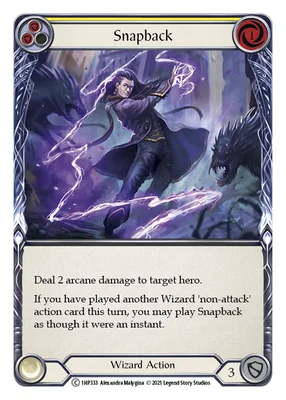 Snapback
Deal 2 arcane damage to target hero.
If you have played another Wizard 'non-attack'
action card this turn, you may play Snapback
as though it were an instant.
Wizard Action
3
C 1HP333 Alexandra Malygina © 2021 Legend Story Studios